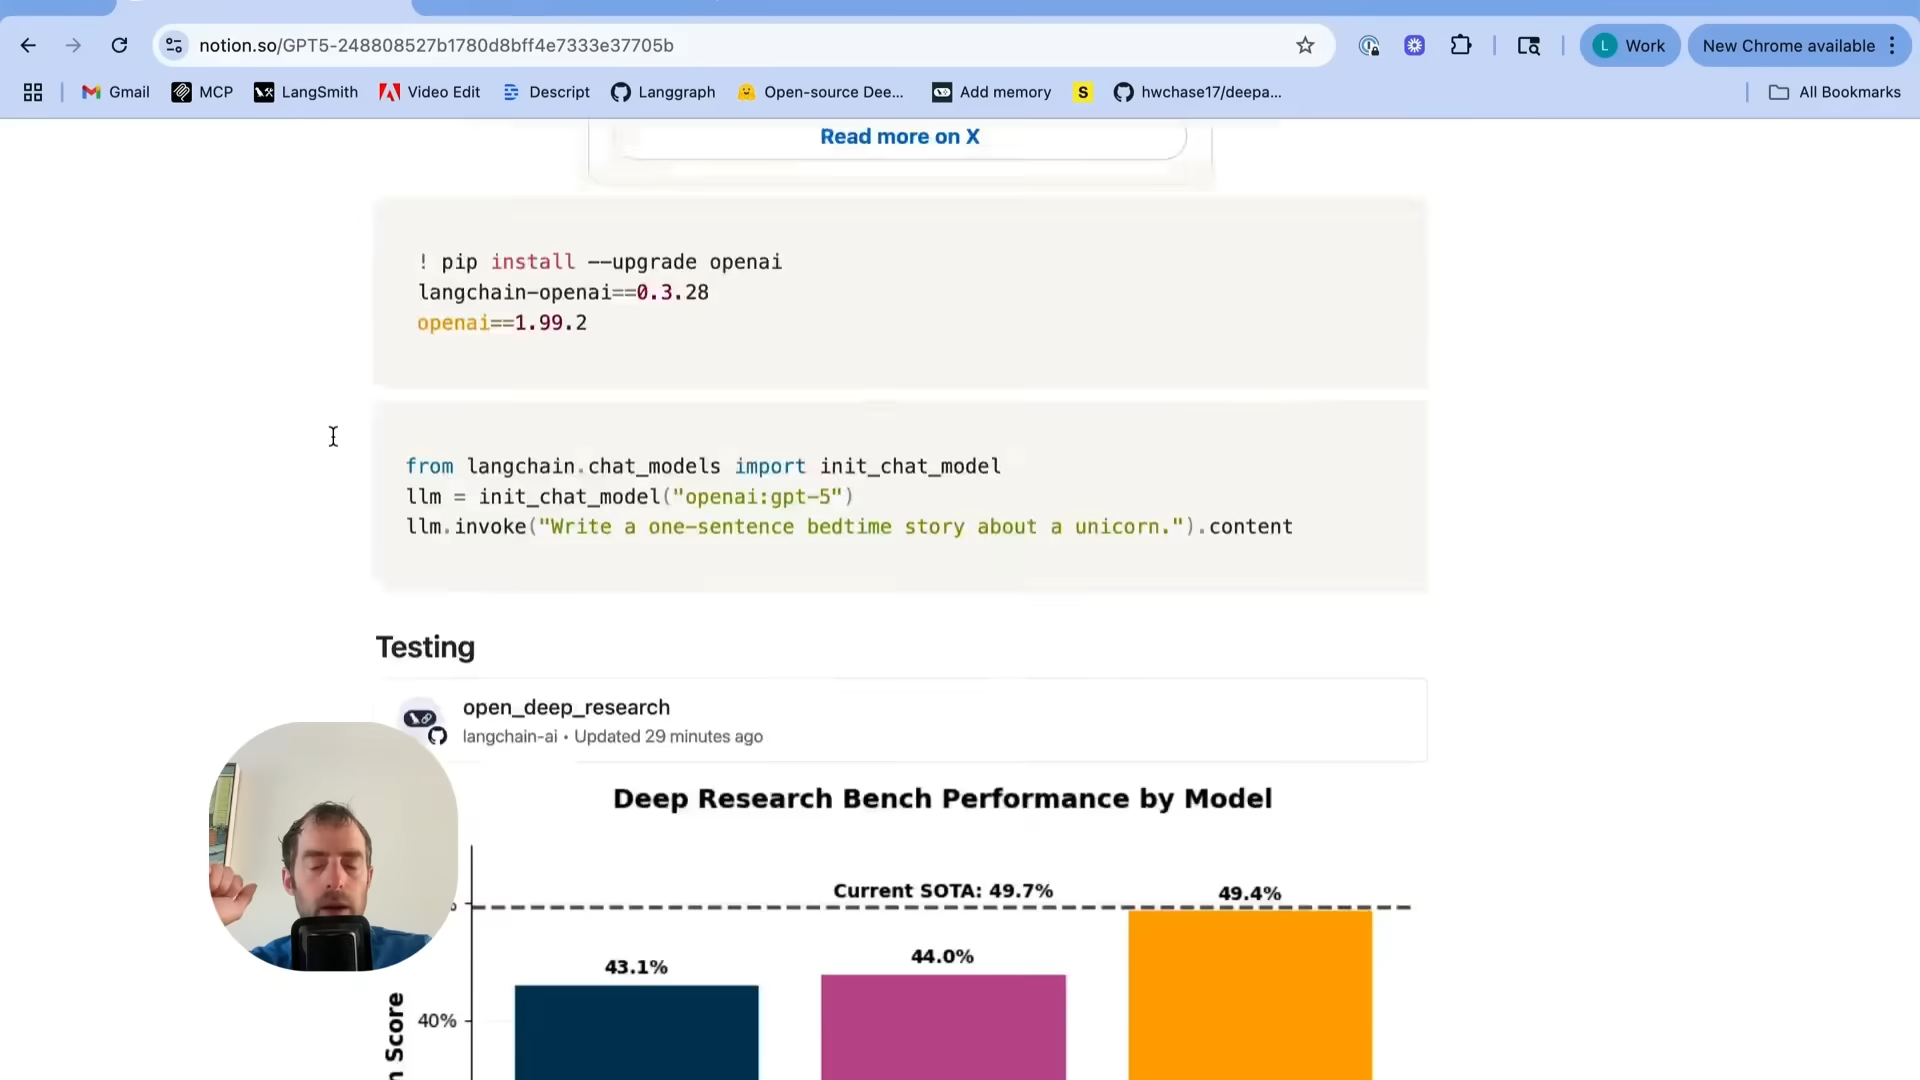 notion.so/GPT5-248808527b1780d8bff4e7333e37705b
L Work
New Chrome available
Gmail
MCP
LangSmith
Video Edit
Descript
Langgraph
Open-source Dee...
Add memory
S
hwchase17/deepa...
All Bookmarks
Read more on X
! pip install --upgrade openai
langchain-openai==0.3.28
openai==1.99.2
from langchain.chat_models import init_chat_model
llm = init_chat_model("openai:gpt-5")
llm.invoke("Write a one-sentence bedtime story about a unicorn.").content
Testing
open_deep_research
langchain-ai • Updated 29 minutes ago
Deep Research Bench Performance by Model
Current SOTA: 49.7%
49.4%
43.1%
44.0%
40%
Score